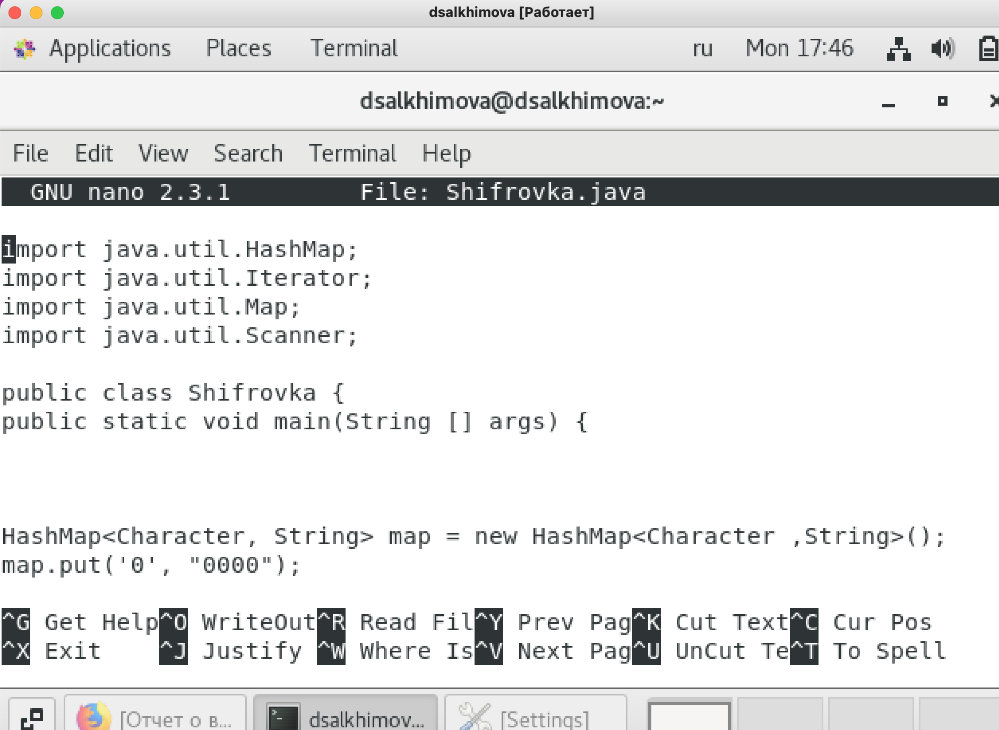 dsalkhimova [Работает]
Applications Places Terminal ru Mon 17:46
dsalkhimova@dsalkhimova:~
File Edit View Search Terminal Help
GNU nano 2.3.1 File: Shifrovka.java
import java.util.HashMap;
import java.util.Iterator;
import java.util.Map;
import java.util.Scanner;
public class Shifrovka {
public static void main(String [] args) {
HashMap<Character, String> map = new HashMap<Character ,String>();
map.put('0', "0000");
^G Get Help ^O WriteOut ^R Read Fil ^Y Prev Pag ^K Cut Text ^C Cur Pos
^X Exit ^J Justify ^W Where Is ^V Next Pag ^U UnCut Te ^T To Spell
[Отчет о в... dsalkhimov... [Settings]